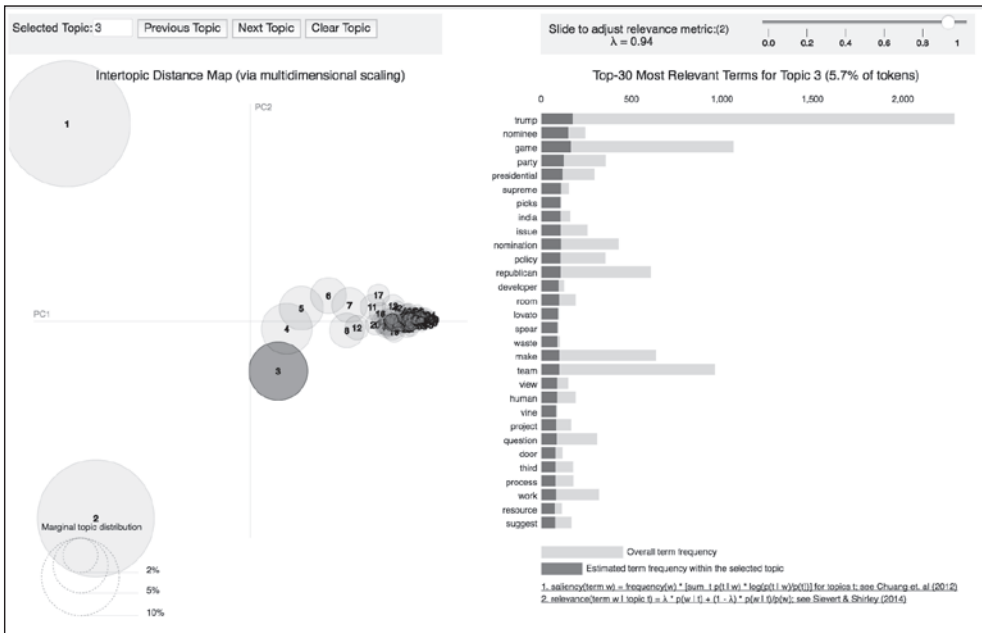 Selected Topic: 3 Previous Topic Next Topic Clear Topic
Slide to adjust relevance metric:(2)
λ = 0.94
0.0 0.2 0.4 0.6 0.8 1
Intertopic Distance Map (via multidimensional scaling)
PC2
PC1
1
6
17
5
7
11
4
8
12
20
3
2
Marginal topic distribution
2%
5%
10%
Top-30 Most Relevant Terms for Topic 3 (5.7% of tokens)
0 500 1,000 1,500 2,000
trump
nominee
game
party
presidential
supreme
picks
india
issue
nomination
policy
republican
developer
room
lovato
spear
waste
make
team
view
human
vine
project
question
door
third
process
work
resource
suggest
Overall term frequency
Estimated term frequency within the selected topic
1. saliency(term w) = frequency(w) * [sum_t p(t | w) * log(p(t | w)/p(t))] for topics t; see Chuang et. al (2012)
2. relevance(term w | topic t) = λ * p(w | t) + (1 - λ) * p(w | t)/p(w); see Sievert & Shirley (2014)